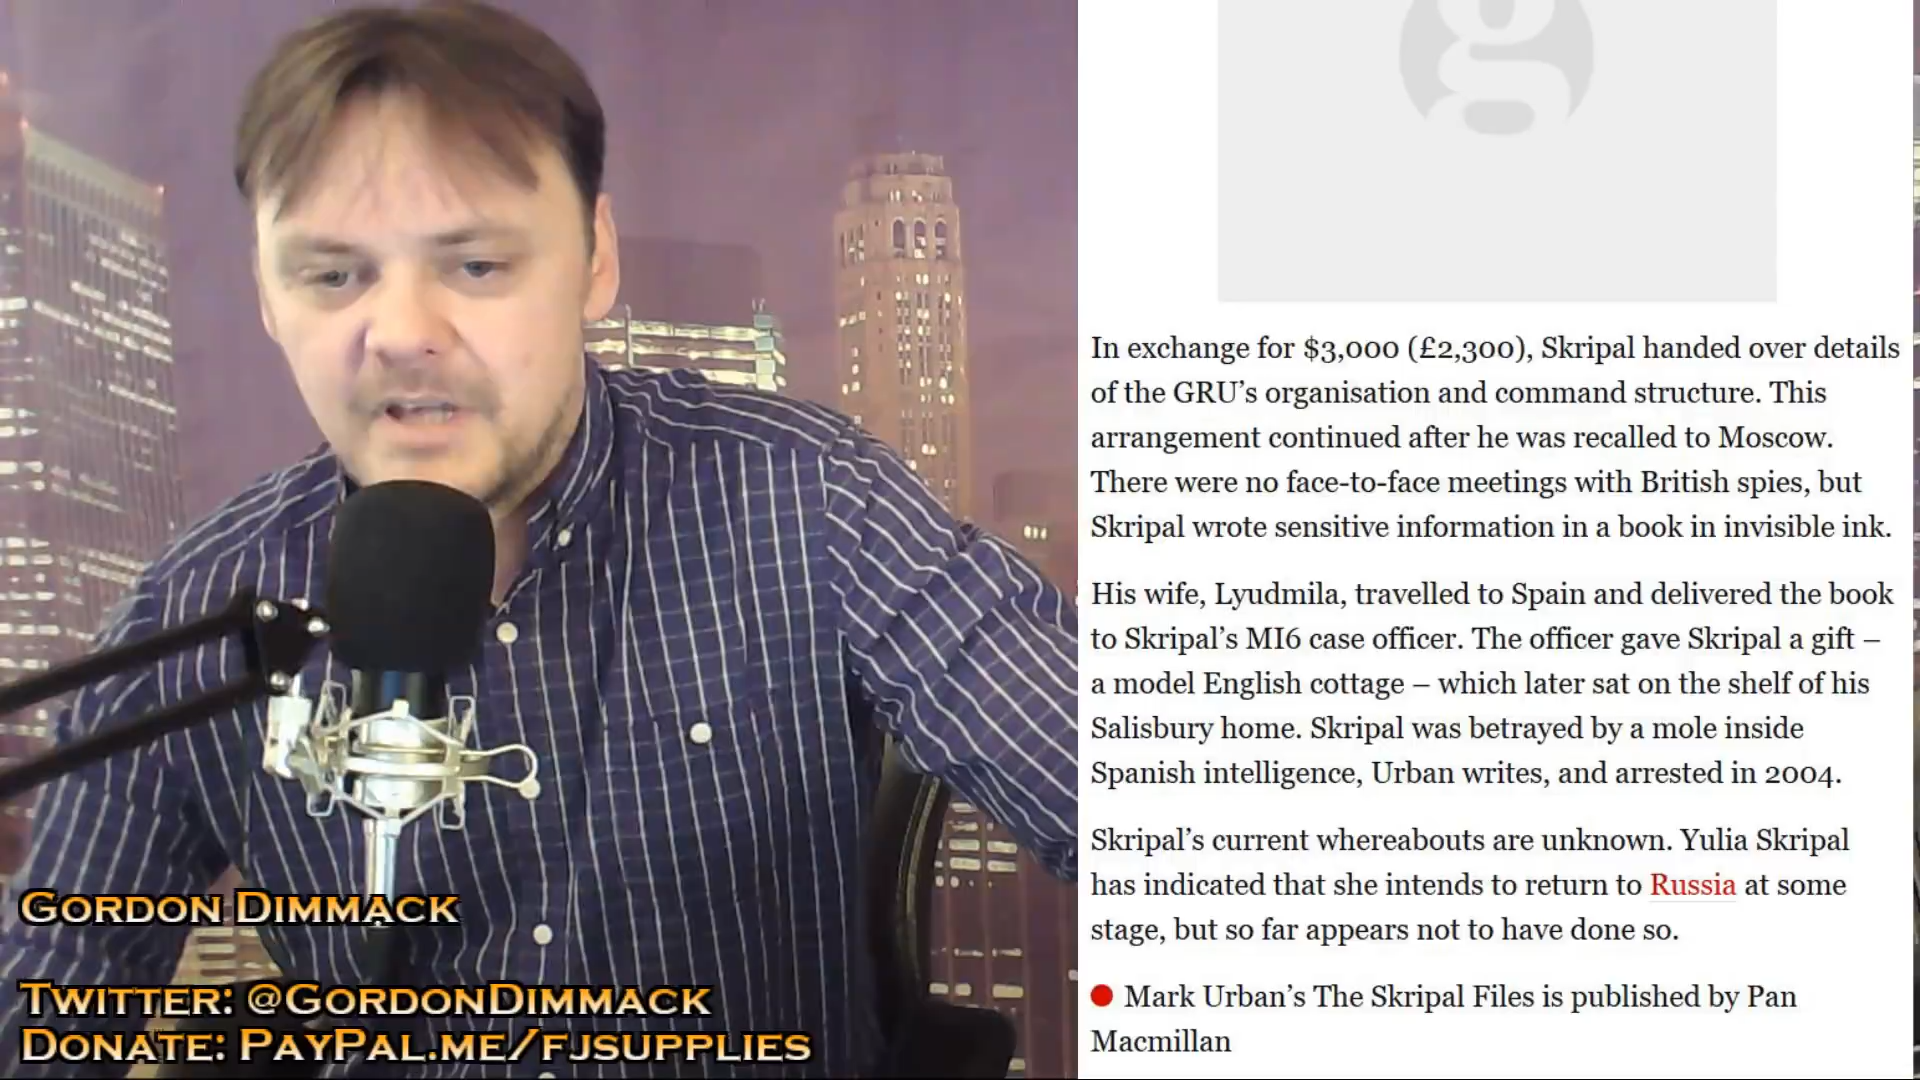 g
In exchange for $3,000 (£2,300), Skripal handed over details
of the GRU’s organisation and command structure. This
arrangement continued after he was recalled to Moscow.
There were no face-to-face meetings with British spies, but
Skripal wrote sensitive information in a book in invisible ink.
His wife, Lyudmila, travelled to Spain and delivered the book
to Skripal’s MI6 case officer. The officer gave Skripal a gift –
a model English cottage – which later sat on the shelf of his
Salisbury home. Skripal was betrayed by a mole inside
Spanish intelligence, Urban writes, and arrested in 2004.
Skripal’s current whereabouts are unknown. Yulia Skripal
has indicated that she intends to return to Russia at some
stage, but so far appears not to have done so.
Mark Urban’s The Skripal Files is published by Pan
Macmillan
GORDON DIMMACK
TWITTER: @GORDONDIMMACK
DONATE: PAYPAL.ME/FJSUPPLIES